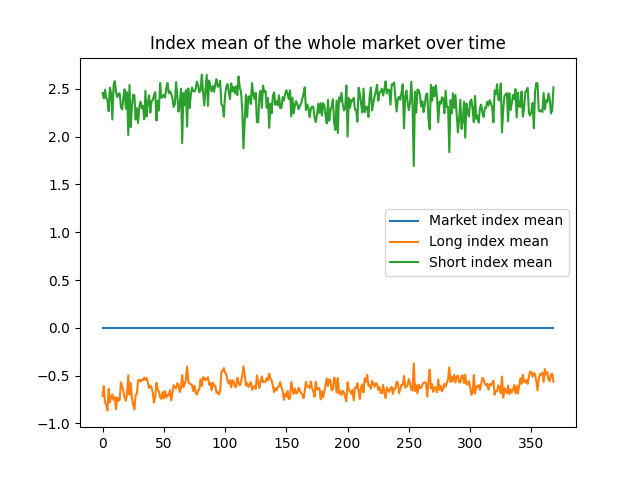 Index mean of the whole market over time
2.5
2.0
1.5
1.0
0.5
0.0
−0.5
−1.0
Market index mean
Long index mean
Short index mean
0 50 100 150 200 250 300 350